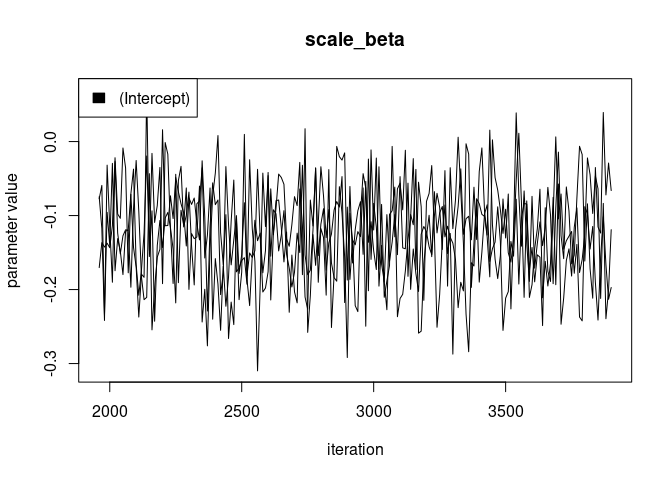 scale_beta
(Intercept)
parameter value
0.0
-0.1
-0.2
-0.3
2000 2500 3000 3500
iteration